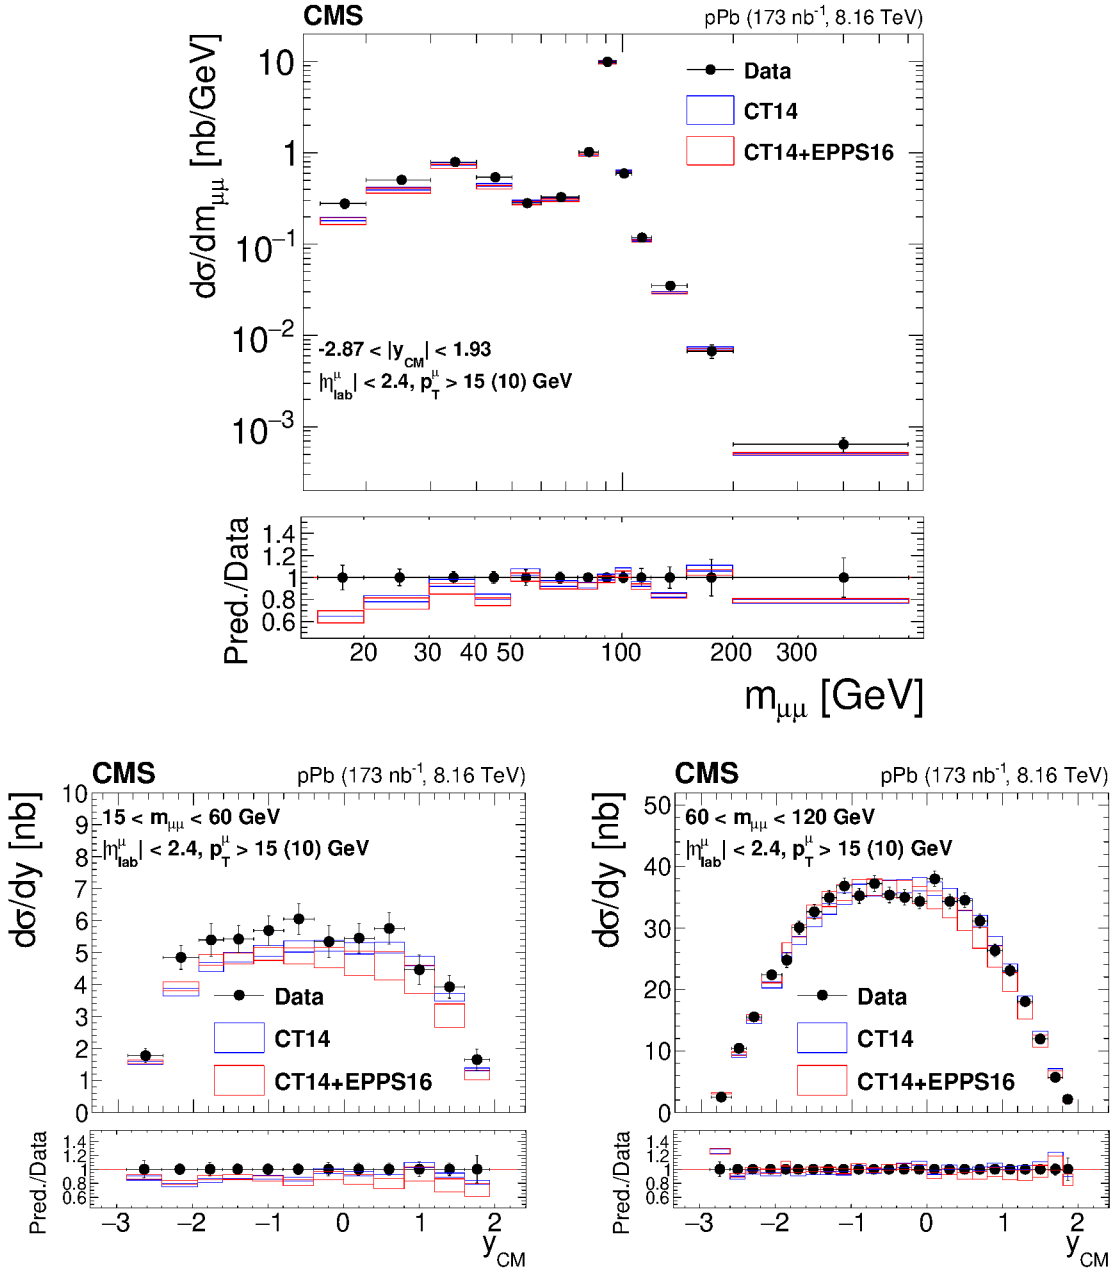 CMS pPb (173 nb⁻¹, 8.16 TeV)
dσ/dm_μμ [nb/GeV]
10
1
10⁻¹
10⁻²
10⁻³
Data
CT14
CT14+EPPS16
-2.87 < |y_CM| < 1.93
|η^μ_lab| < 2.4, p_T^μ > 15 (10) GeV
Pred./Data
1.4
1.2
1
0.8
0.6
20 30 40 50 100 200 300
m_μμ [GeV]
CMS pPb (173 nb⁻¹, 8.16 TeV)
dσ/dy [nb]
10
9
8
7
6
5
4
3
2
1
0
15 < m_μμ < 60 GeV
|η^μ_lab| < 2.4, p_T^μ > 15 (10) GeV
Data
CT14
CT14+EPPS16
Pred./Data
1.4
1.2
1
0.8
0.6
−3 −2 −1 0 1 2
y_CM
CMS pPb (173 nb⁻¹, 8.16 TeV)
dσ/dy [nb]
50
40
30
20
10
0
60 < m_μμ < 120 GeV
|η^μ_lab| < 2.4, p_T^μ > 15 (10) GeV
Data
CT14
CT14+EPPS16
Pred./Data
1.4
1.2
1
0.8
0.6
−3 −2 −1 0 1 2
y_CM